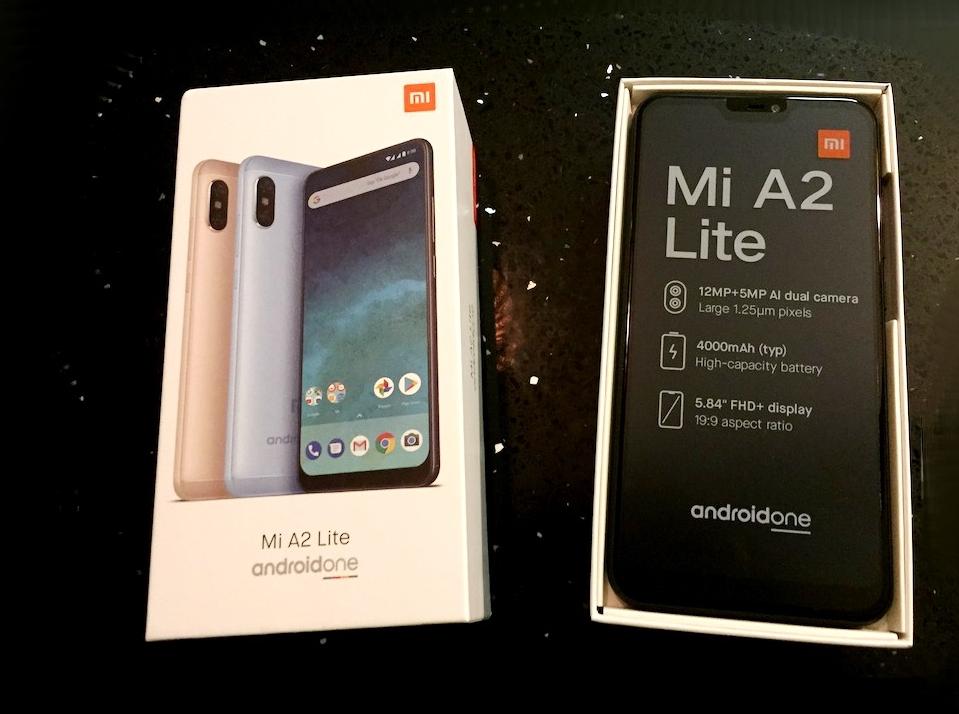 mi
Mi A2 Lite
androidone
mi
Mi A2
Lite
12MP+5MP AI dual camera
Large 1.25μm pixels
4000mAh (typ)
High-capacity battery
5.84" FHD+ display
19:9 aspect ratio
androidone